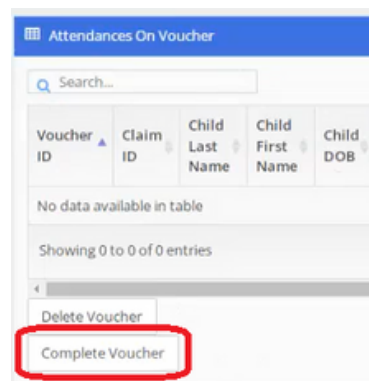 Attendances On Voucher
Search...
Voucher ID
Claim ID
Child Last Name
Child First Name
Child DOB
No data available in table
Showing 0 to 0 of 0 entries
Delete Voucher
Complete Voucher